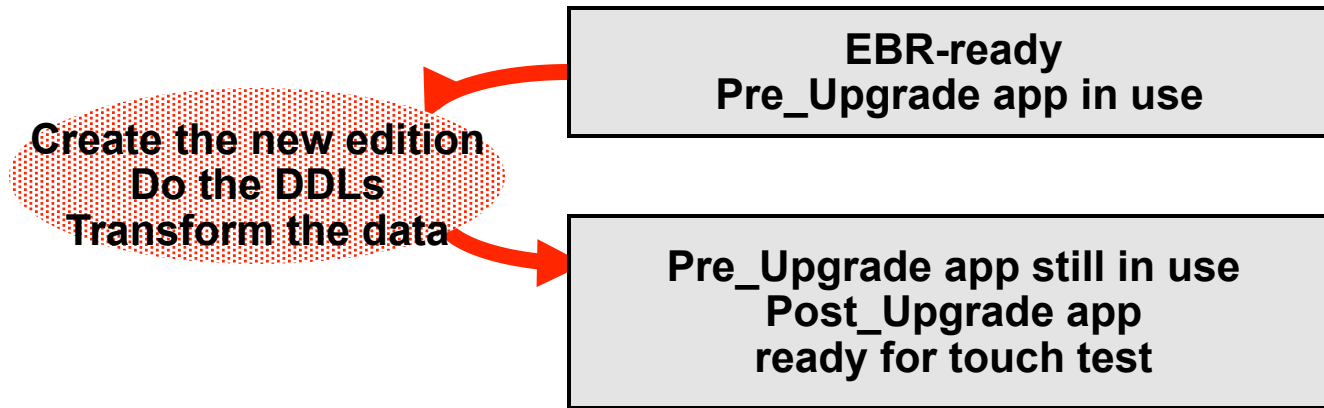 EBR-ready
Pre_Upgrade app in use
Create the new edition
Do the DDLs
Transform the data
Pre_Upgrade app still in use
Post_Upgrade app
ready for touch test